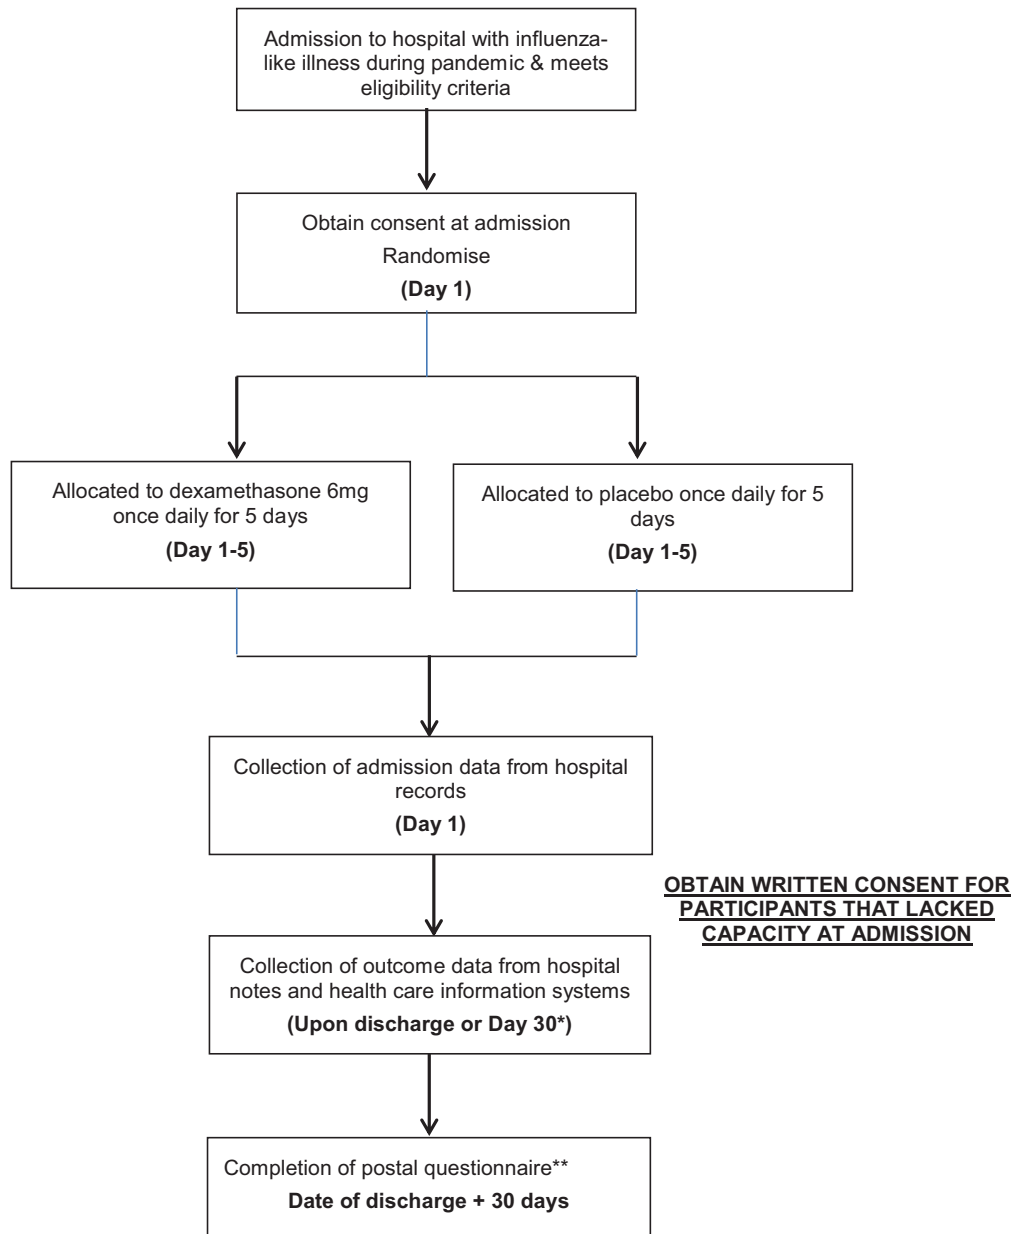 Admission to hospital with influenza-
like illness during pandemic & meets
eligibility criteria
Obtain consent at admission
Randomise
(Day 1)
Allocated to dexamethasone 6mg
once daily for 5 days
(Day 1-5)
Allocated to placebo once daily for 5
days
(Day 1-5)
Collection of admission data from hospital
records
(Day 1)
OBTAIN WRITTEN CONSENT FOR
PARTICIPANTS THAT LACKED
CAPACITY AT ADMISSION
Collection of outcome data from hospital
notes and health care information systems
(Upon discharge or Day 30*)
Completion of postal questionnaire**
Date of discharge + 30 days